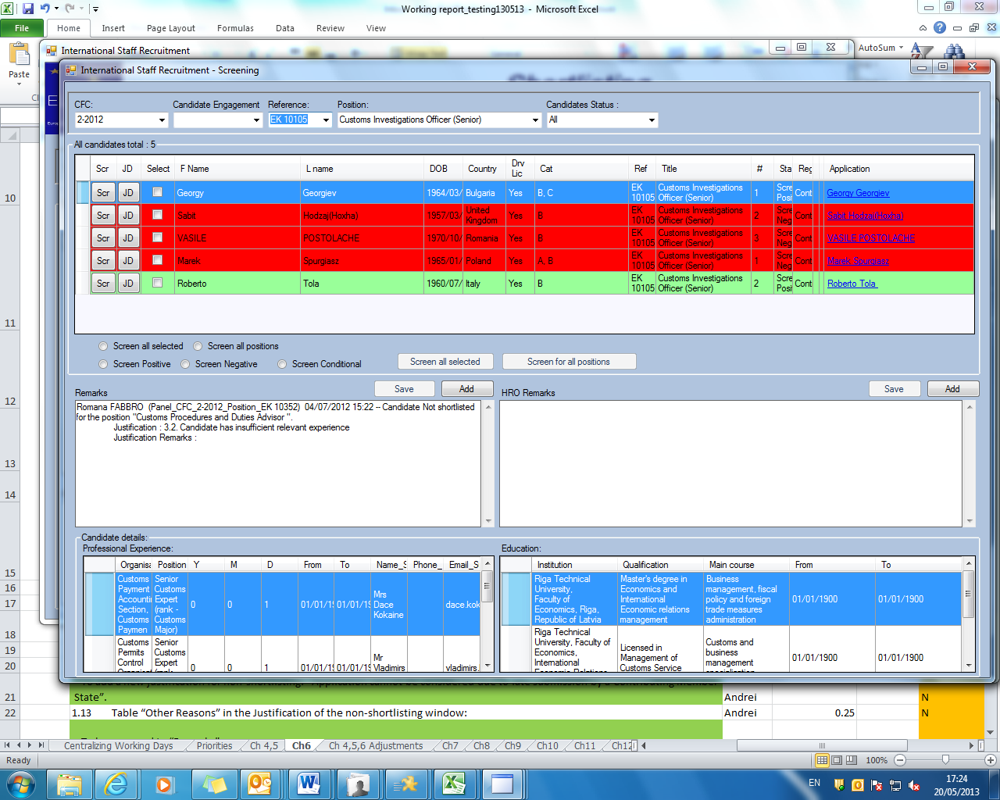 Working report_testing130513 - Microsoft Excel
File Home Insert Page Layout Formulas Data Review View
Paste
AutoSum
International Staff Recruitment
International Staff Recruitment - Screening
CFC: Candidate Engagement Reference: Position: Candidates Status :
2-2012 EK 10105 Customs Investigations Officer (Senior) All
All candidates total : 5
Scr JD Select F Name L name DOB Country Drv Lic Cat Ref Title # Sta Reg Application
Scr JD Georgy Georgiev 1964/03/ Bulgaria Yes B, C EK 10105 Customs Investigations Officer (Senior) 1 Scre Posi Cont Georgy Georgiev
Scr JD Sabit Hodzaj(Hoxha) 1957/03/ United Kingdom Yes B EK 10105 Customs Investigations Officer (Senior) 2 Scre Neg Cont Sabit Hodzaj(Hoxha)
Scr JD VASILE POSTOLACHE 1970/10/ Romania Yes B EK 10105 Customs Investigations Officer (Senior) 3 Scre Neg Cont VASILE POSTOLACHE
Scr JD Marek Spurgiasz 1965/01/ Poland Yes A, B EK 10105 Customs Investigations Officer (Senior) 1 Scre Neg Cont Marek Spurgiasz
Scr JD Roberto Tola 1960/07/ Italy Yes B EK 10105 Customs Investigations Officer (Senior) 2 Scre Posi Cont Roberto Tola
Screen all selected Screen all positions
Screen Positive Screen Negative Screen Conditional Screen all selected Screen for all positions
Remarks Save Add HRO Remarks Save Add
Romana FABBRO (Panel_CFC_2-2012_Position_EK 10352) 04/07/2012 15:22 -- Candidate Not shortlisted
for the position "Customs Procedures and Duties Advisor ".
Justification : 3.2. Candidate has insufficient relevant experience
Justification Remarks :
Candidate details:
Professional Experience: Education:
Organisa Position Y M D From To Name_S Phone_ Email_S
Customs Payment Accounti Section, Customs Paymen
Senior Customs Expert (rank - Customs Major)
0 0 1 01/01/19 01/01/19 Mrs Dace Kokaine dace.kok
Customs Permits Control
Senior Customs Expert
0 0 1 01/01/19 01/01/19 Mr Vladimirs vladimirs.
Institution Qualification Main course From To
Riga Technical University, Faculty of Economics, Riga, Republic of Latvia
Master's degree in Economics and International Economic relations management
Business management, fiscal policy and foreign trade measures administration
01/01/1900 01/01/1900
Riga Technical University, Faculty of Economics, International
Licensed in Management of Customs Service
Customs and business management
01/01/1900 01/01/1900
10
11
12
13
14
15
16
17
18
19
20
21 State”. Andrei N
22 1.13 Table “Other Reasons” in the Justification of the non-shortlisting window: Andrei 0.25 N
Centralizing Working Days Priorities Ch 4,5 Ch6 Ch 4,5,6 Adjustments Ch7 Ch8 Ch9 Ch10 Ch11 Ch12
Ready 100%
EN 17:24
20/05/2013